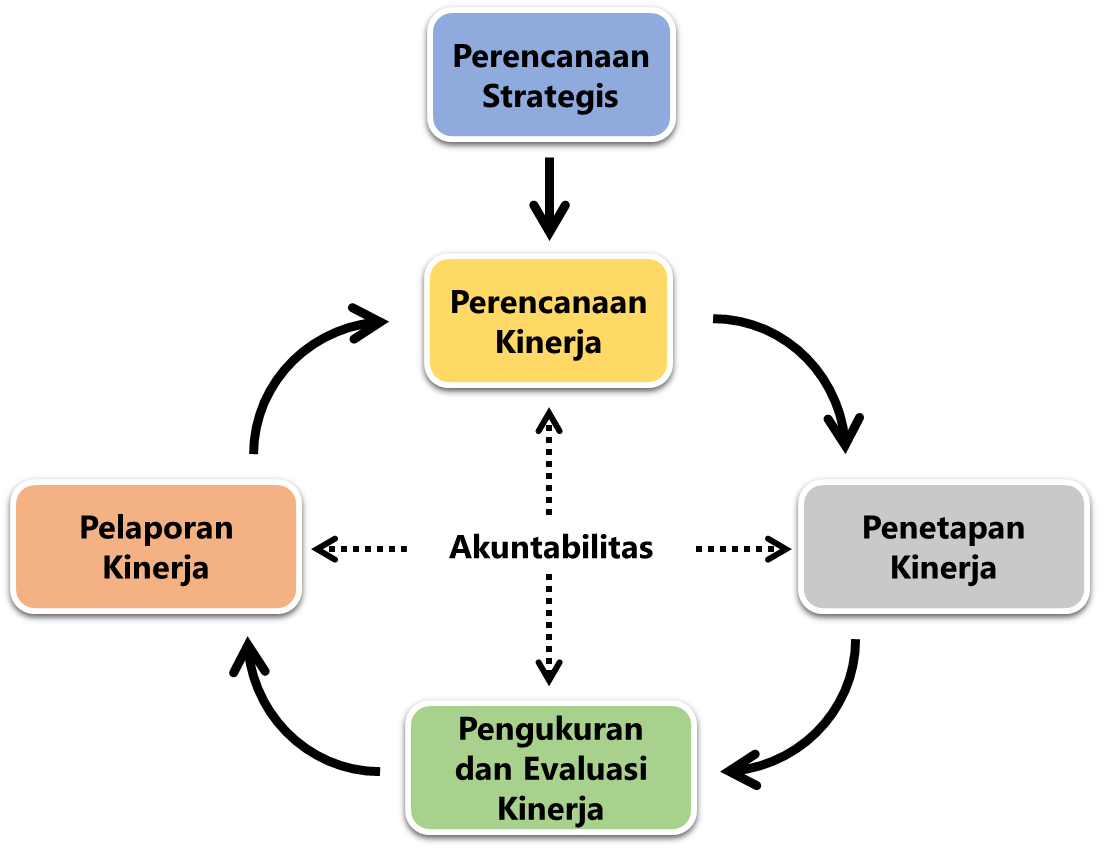 Perencanaan
Strategis
Perencanaan
Kinerja
Pelaporan
Kinerja
Akuntabilitas
Penetapan
Kinerja
Pengukuran
dan Evaluasi
Kinerja